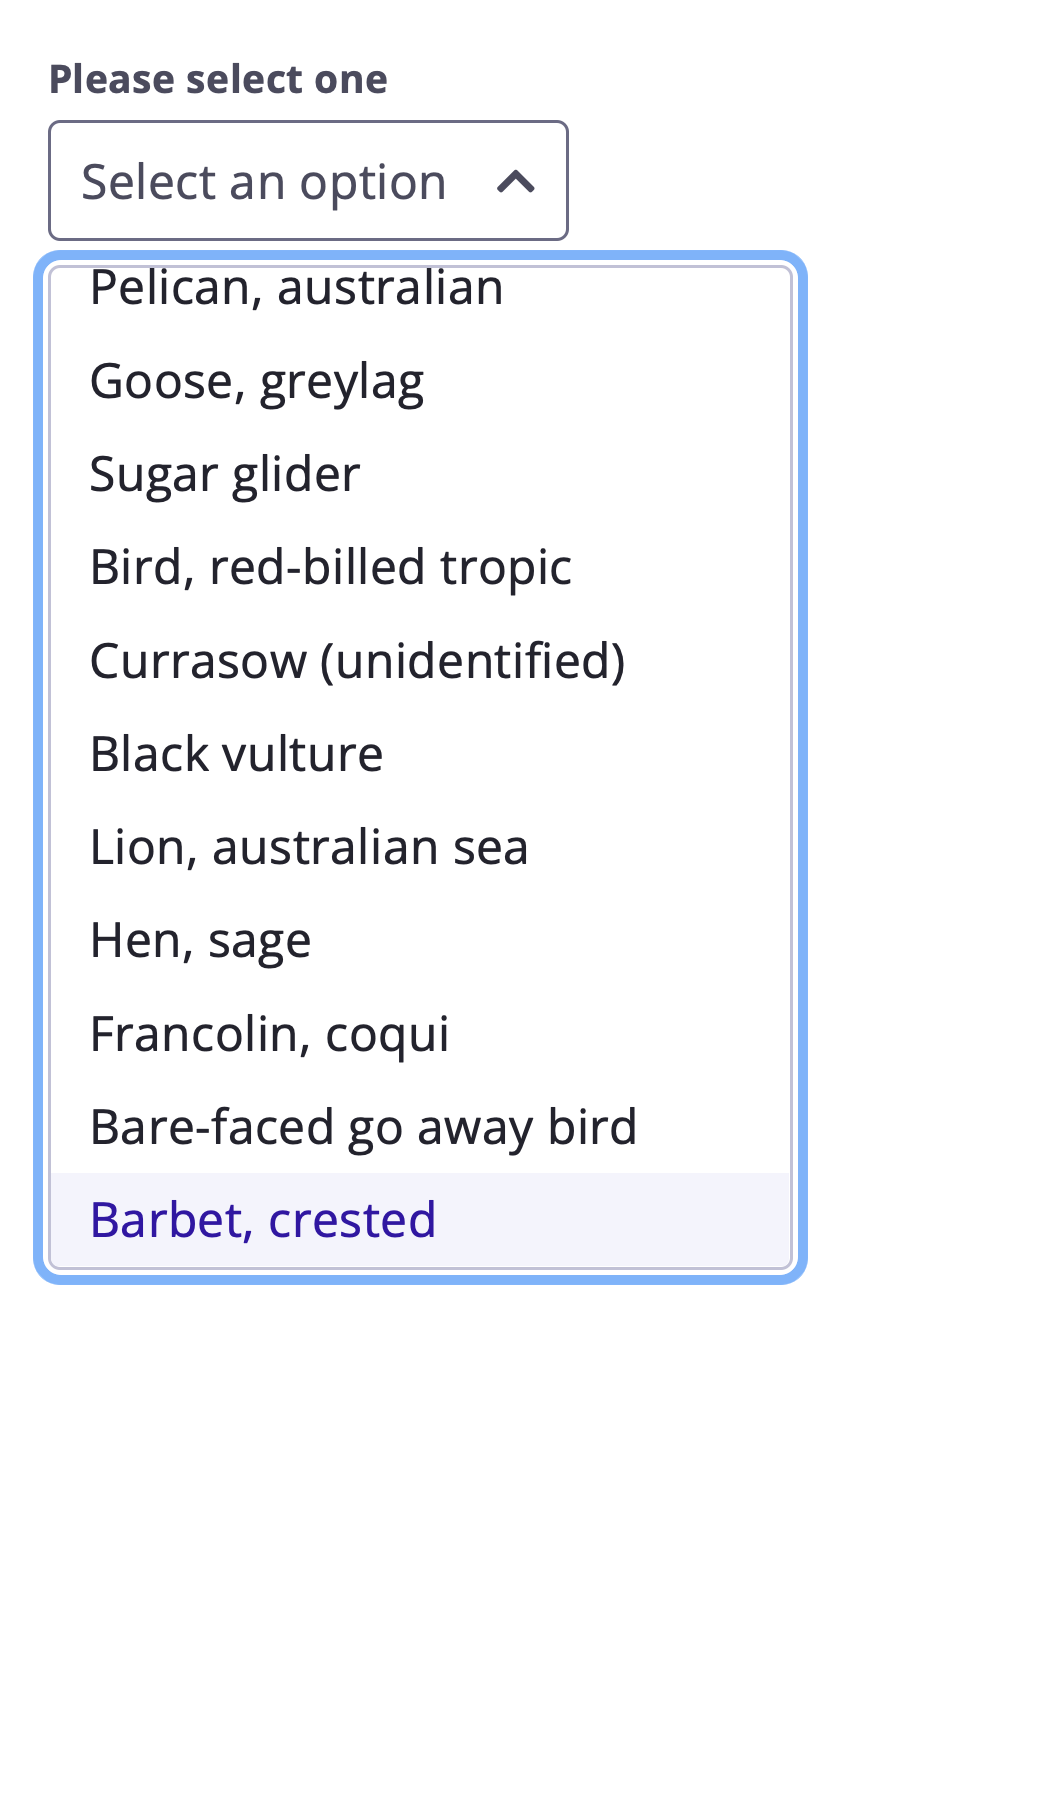 Please select one
Select an option
Pelican, australian
Goose, greylag
Sugar glider
Bird, red-billed tropic
Currasow (unidentified)
Black vulture
Lion, australian sea
Hen, sage
Francolin, coqui
Bare-faced go away bird
Barbet, crested